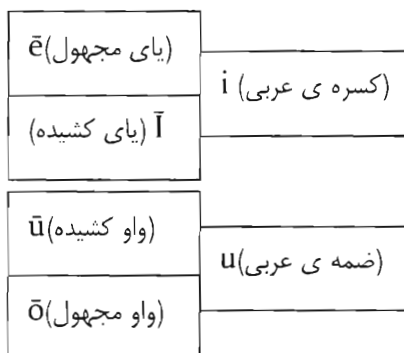 ē(یای مجهول)
i (کسره ی عربی)
Ī (یای کشیده)
ū(واو کشیده)
u(ضمه ی عربی)
ō(واو مجهول)